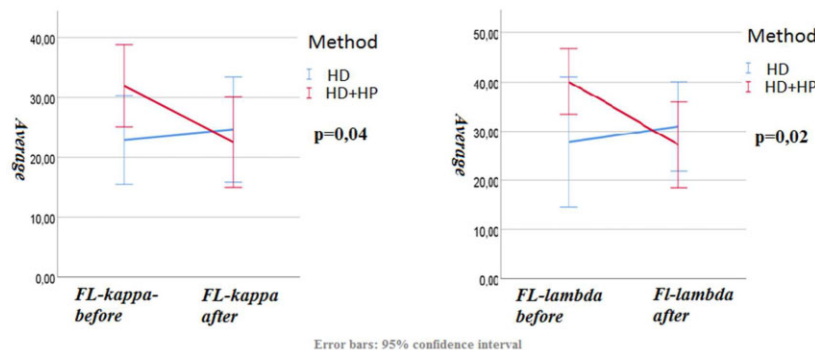 40,00
30,00
20,00
10,00
0,00
Average
FL-kappa-
before
FL-kappa
after
Method
HD
HD+HP
p=0,04
50,00
40,00
30,00
20,00
10,00
0,00
Average
FL-lambda
before
Fl-lambda
after
Method
HD
HD+HP
p=0,02
Error bars: 95% confidence interval